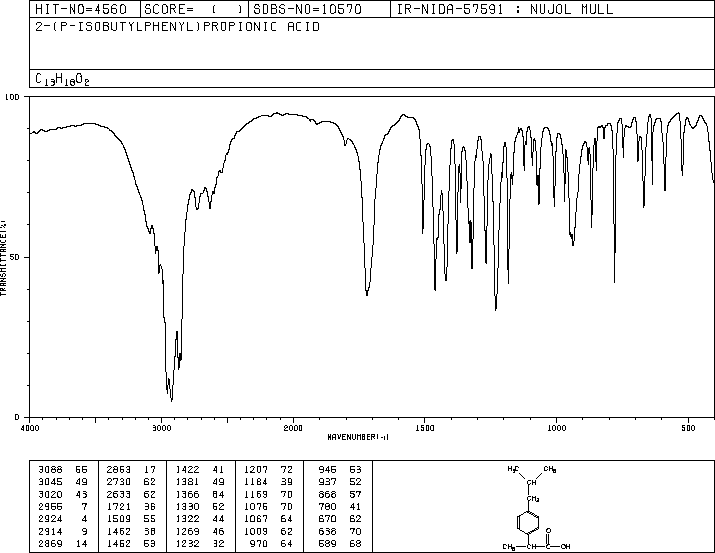 HIT-NO=4560 SCORE= ( ) SDBS-NO=10570 IR-NIDA-57591 : NUJOL MULL
2-(P-ISOBUTYLPHENYL)PROPIONIC ACID
C13H18O2
100
50
0
TRANSMITTANCE(%)
4000 3000 2000 1500 1000 500
WAVENUMBER(-1)
3088 55 2853 17 1422 41 1207 72 945 53
3045 49 2730 62 1381 49 1184 39 937 52
3020 43 2633 62 1366 64 1169 70 866 57
2955 7 1721 36 1330 52 1075 70 780 41
2924 4 1509 55 1322 44 1067 64 670 62
2914 9 1462 38 1269 46 1009 62 636 70
2869 14 1452 53 1232 32 970 64 589 68
H3C CH3
CH
CH2
O
CH3 CH C OH